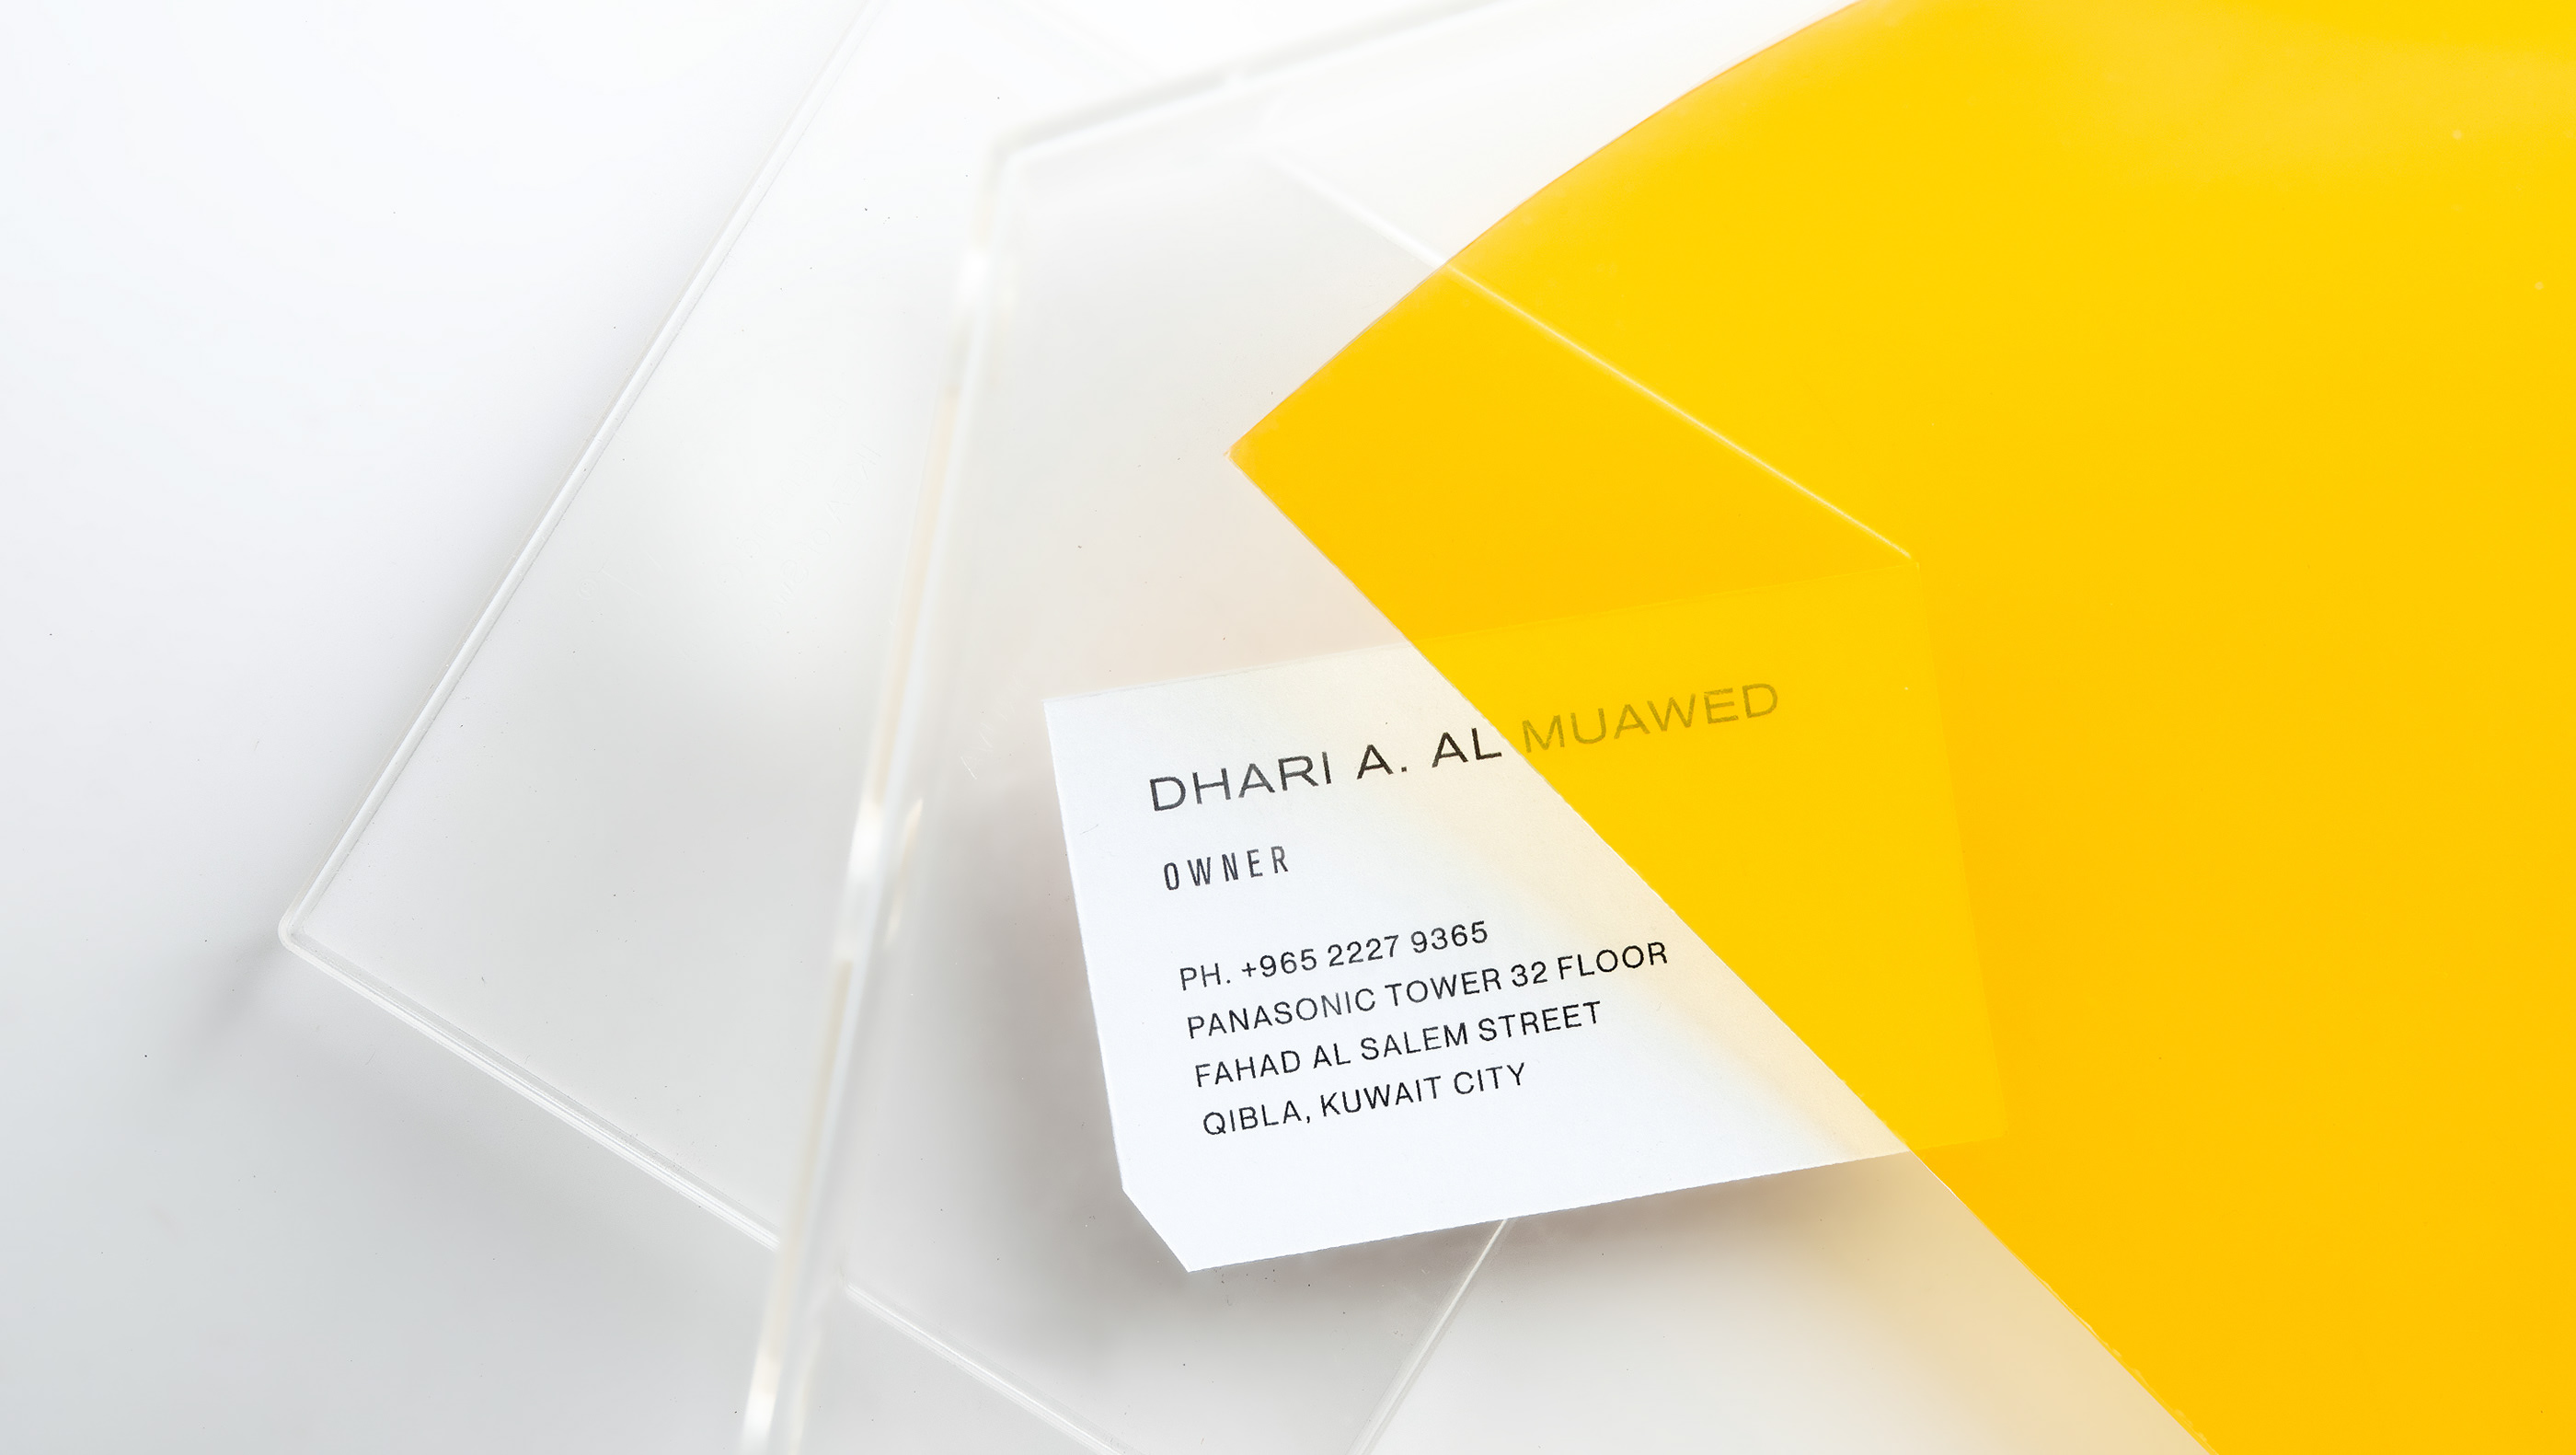 DHARI A. AL MUAWED
OWNER
PH. +965 2227 9365
PANASONIC TOWER 32 FLOOR
FAHAD AL SALEM STREET
QIBLA, KUWAIT CITY